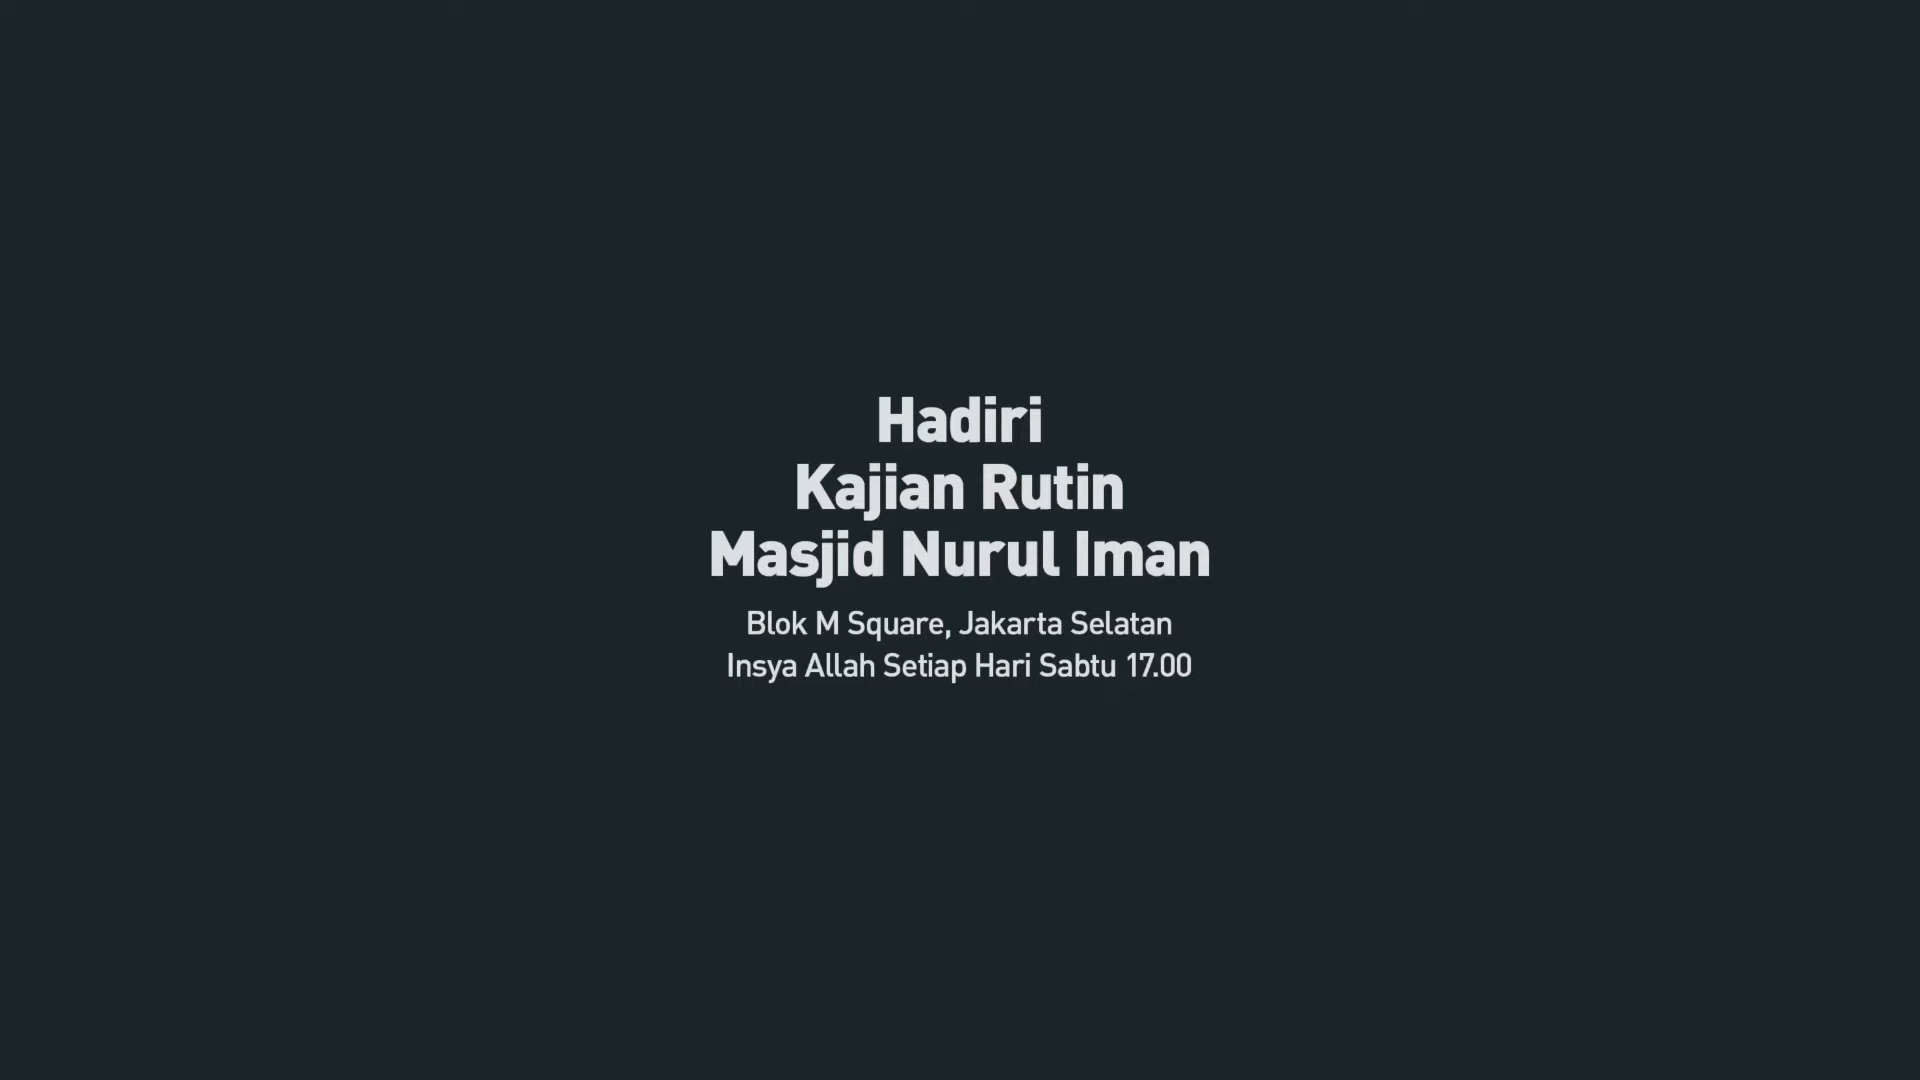 Hadiri
Kajian Rutin
Masjid Nurul Iman
Blok M Square, Jakarta Selatan
Insya Allah Setiap Hari Sabtu 17.00